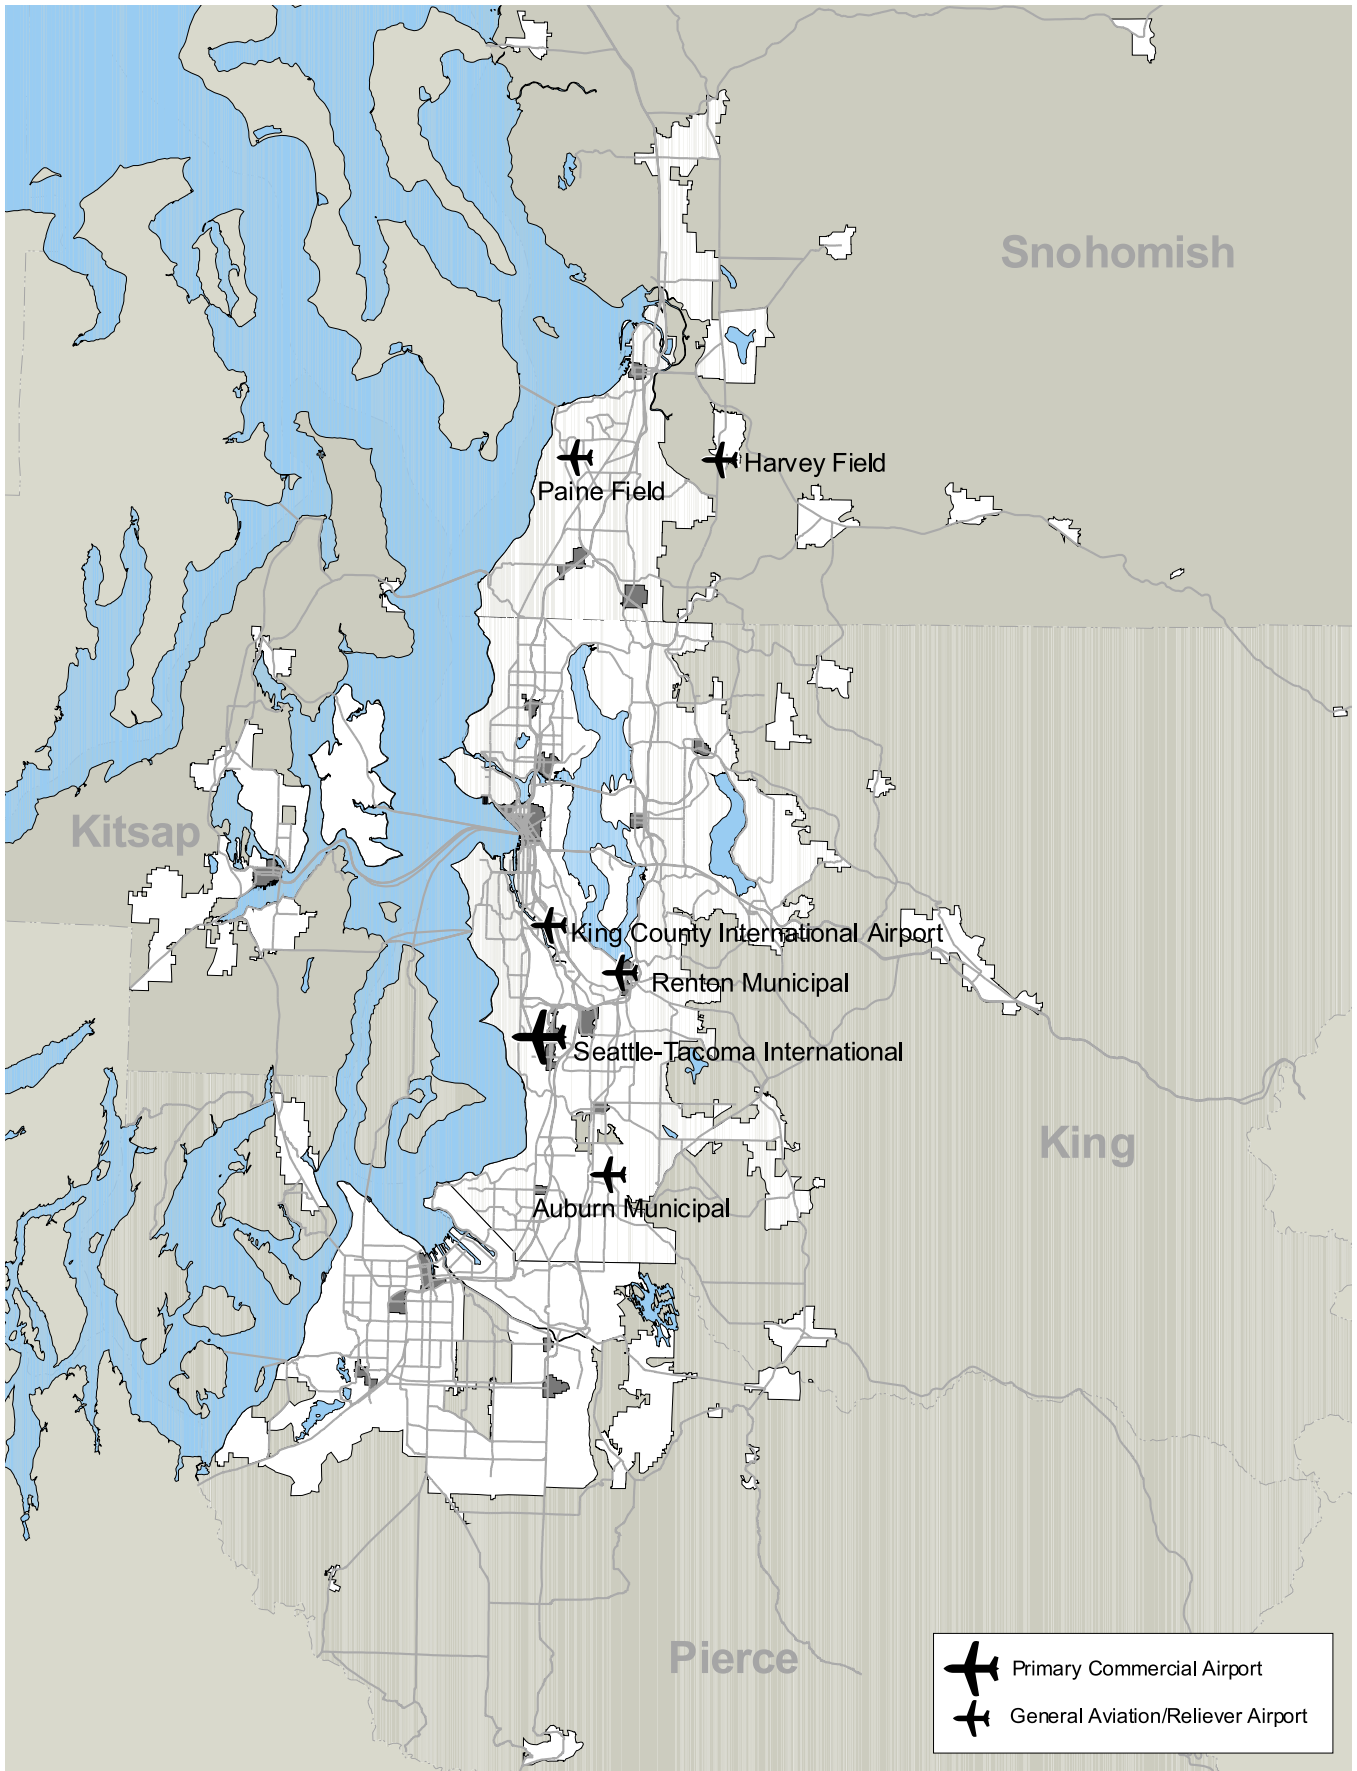 Snohomish
Harvey Field
Paine Field
Kitsap
King County International Airport
Renton Municipal
Seattle-Tacoma International
King
Auburn Municipal
Pierce
Primary Commercial Airport
General Aviation/Reliever Airport